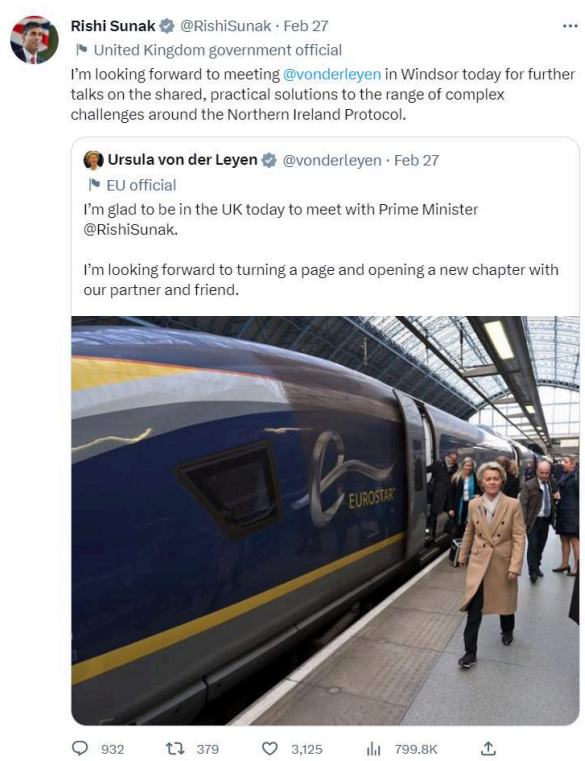 Rishi Sunak @RishiSunak · Feb 27
United Kingdom government official
I'm looking forward to meeting @vonderleyen in Windsor today for further
talks on the shared, practical solutions to the range of complex
challenges around the Northern Ireland Protocol.
Ursula von der Leyen @vonderleyen · Feb 27
EU official
I'm glad to be in the UK today to meet with Prime Minister
@RishiSunak.
I'm looking forward to turning a page and opening a new chapter with
our partner and friend.
EUROSTAR
932 379 3,125 799.8K